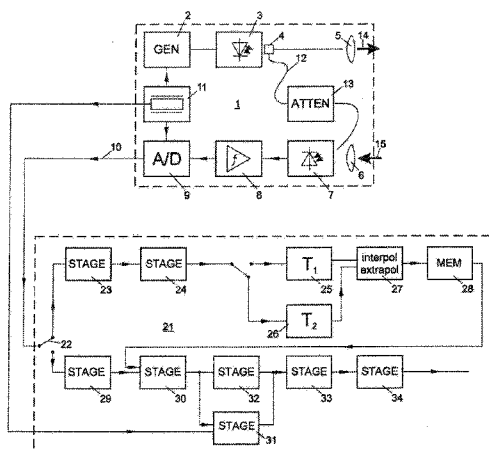 2
3
4
5
14
GEN
12
13
11
1
ATTEN
10
15
A/D
f
9
8
7
6
STAGE
STAGE
T1
interpol
extrapol
MEM
23
24
25
27
28
22
21
T2
26
STAGE
STAGE
STAGE
STAGE
STAGE
29
30
32
33
34
STAGE
31